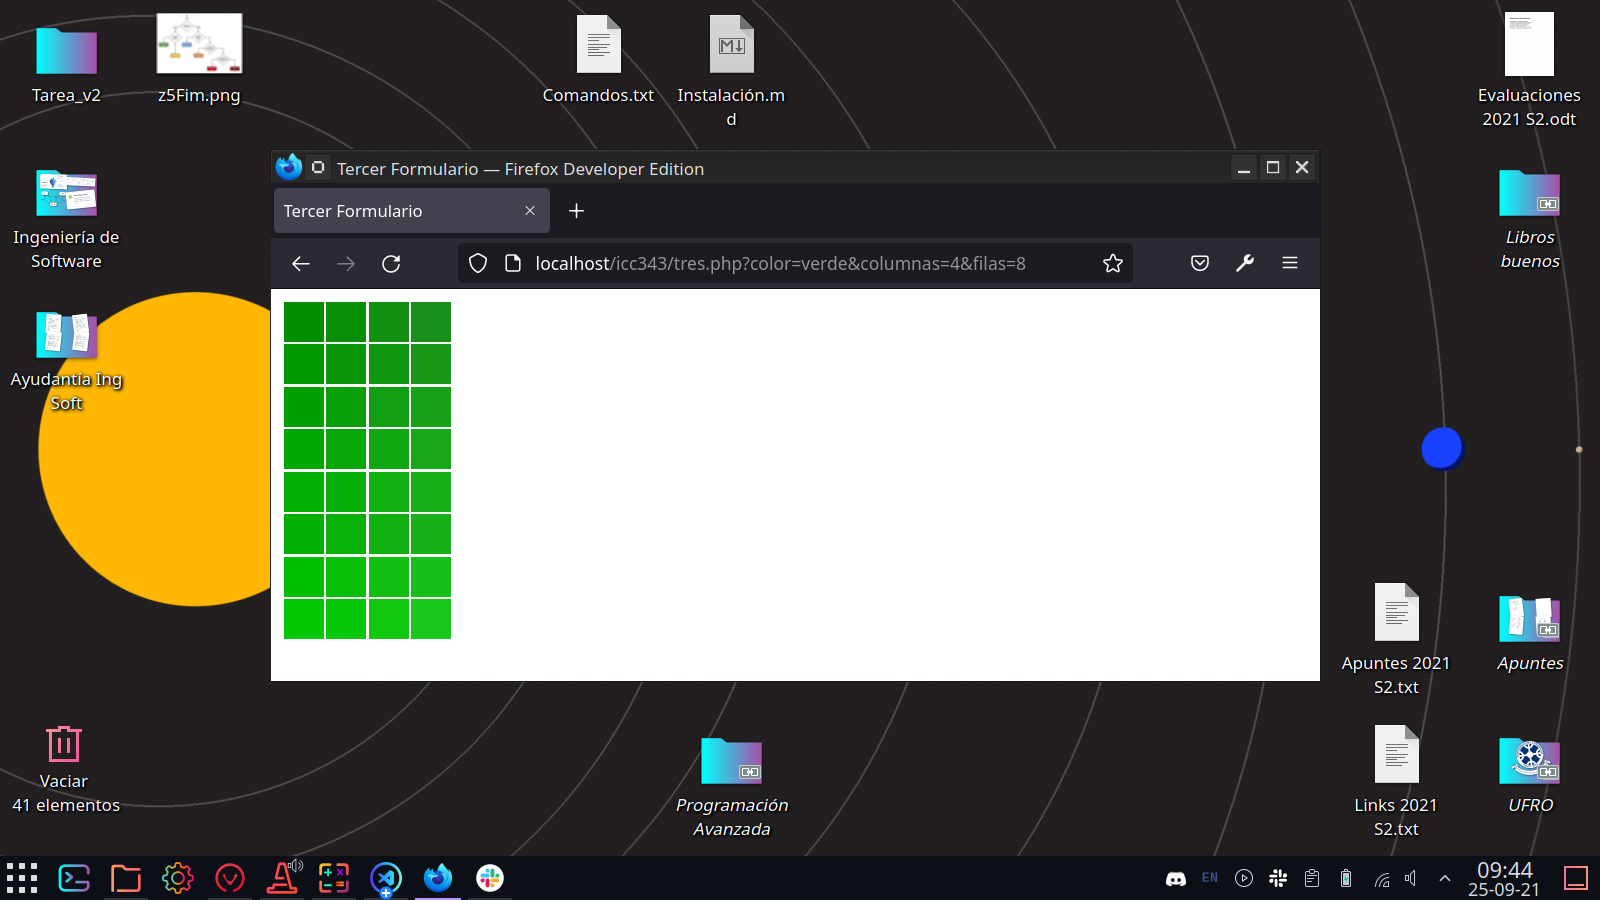 Tarea_v2
z5Fim.png
Comandos.txt
Instalación.m
d
Evaluaciones
2021 S2.odt
Ingeniería de
Software
Libros
buenos
Ayudantía Ing
Soft
Tercer Formulario — Firefox Developer Edition
Tercer Formulario
localhost/icc343/tres.php?color=verde&columnas=4&filas=8
Apuntes 2021
S2.txt
Apuntes
Vaciar
41 elementos
Programación
Avanzada
Links 2021
S2.txt
UFRO
EN
09:44
25-09-21